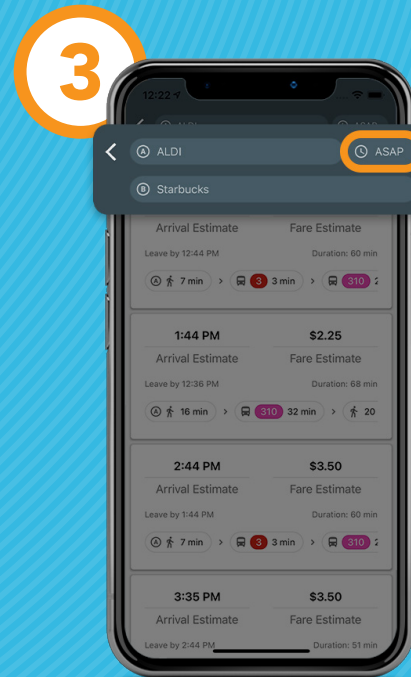 3
12:22
A ALDI ASAP
B Starbucks
Arrival Estimate Fare Estimate
Leave by 12:44 PM Duration: 60 min
A 7 min > 3 3 min > 310
1:44 PM $2.25
Arrival Estimate Fare Estimate
Leave by 12:36 PM Duration: 68 min
A 16 min > 310 32 min > 20
2:44 PM $3.50
Arrival Estimate Fare Estimate
Leave by 1:44 PM Duration: 60 min
A 7 min > 3 3 min > 310
3:35 PM $3.50
Arrival Estimate Fare Estimate
Leave by 2:44 PM Duration: 51 min